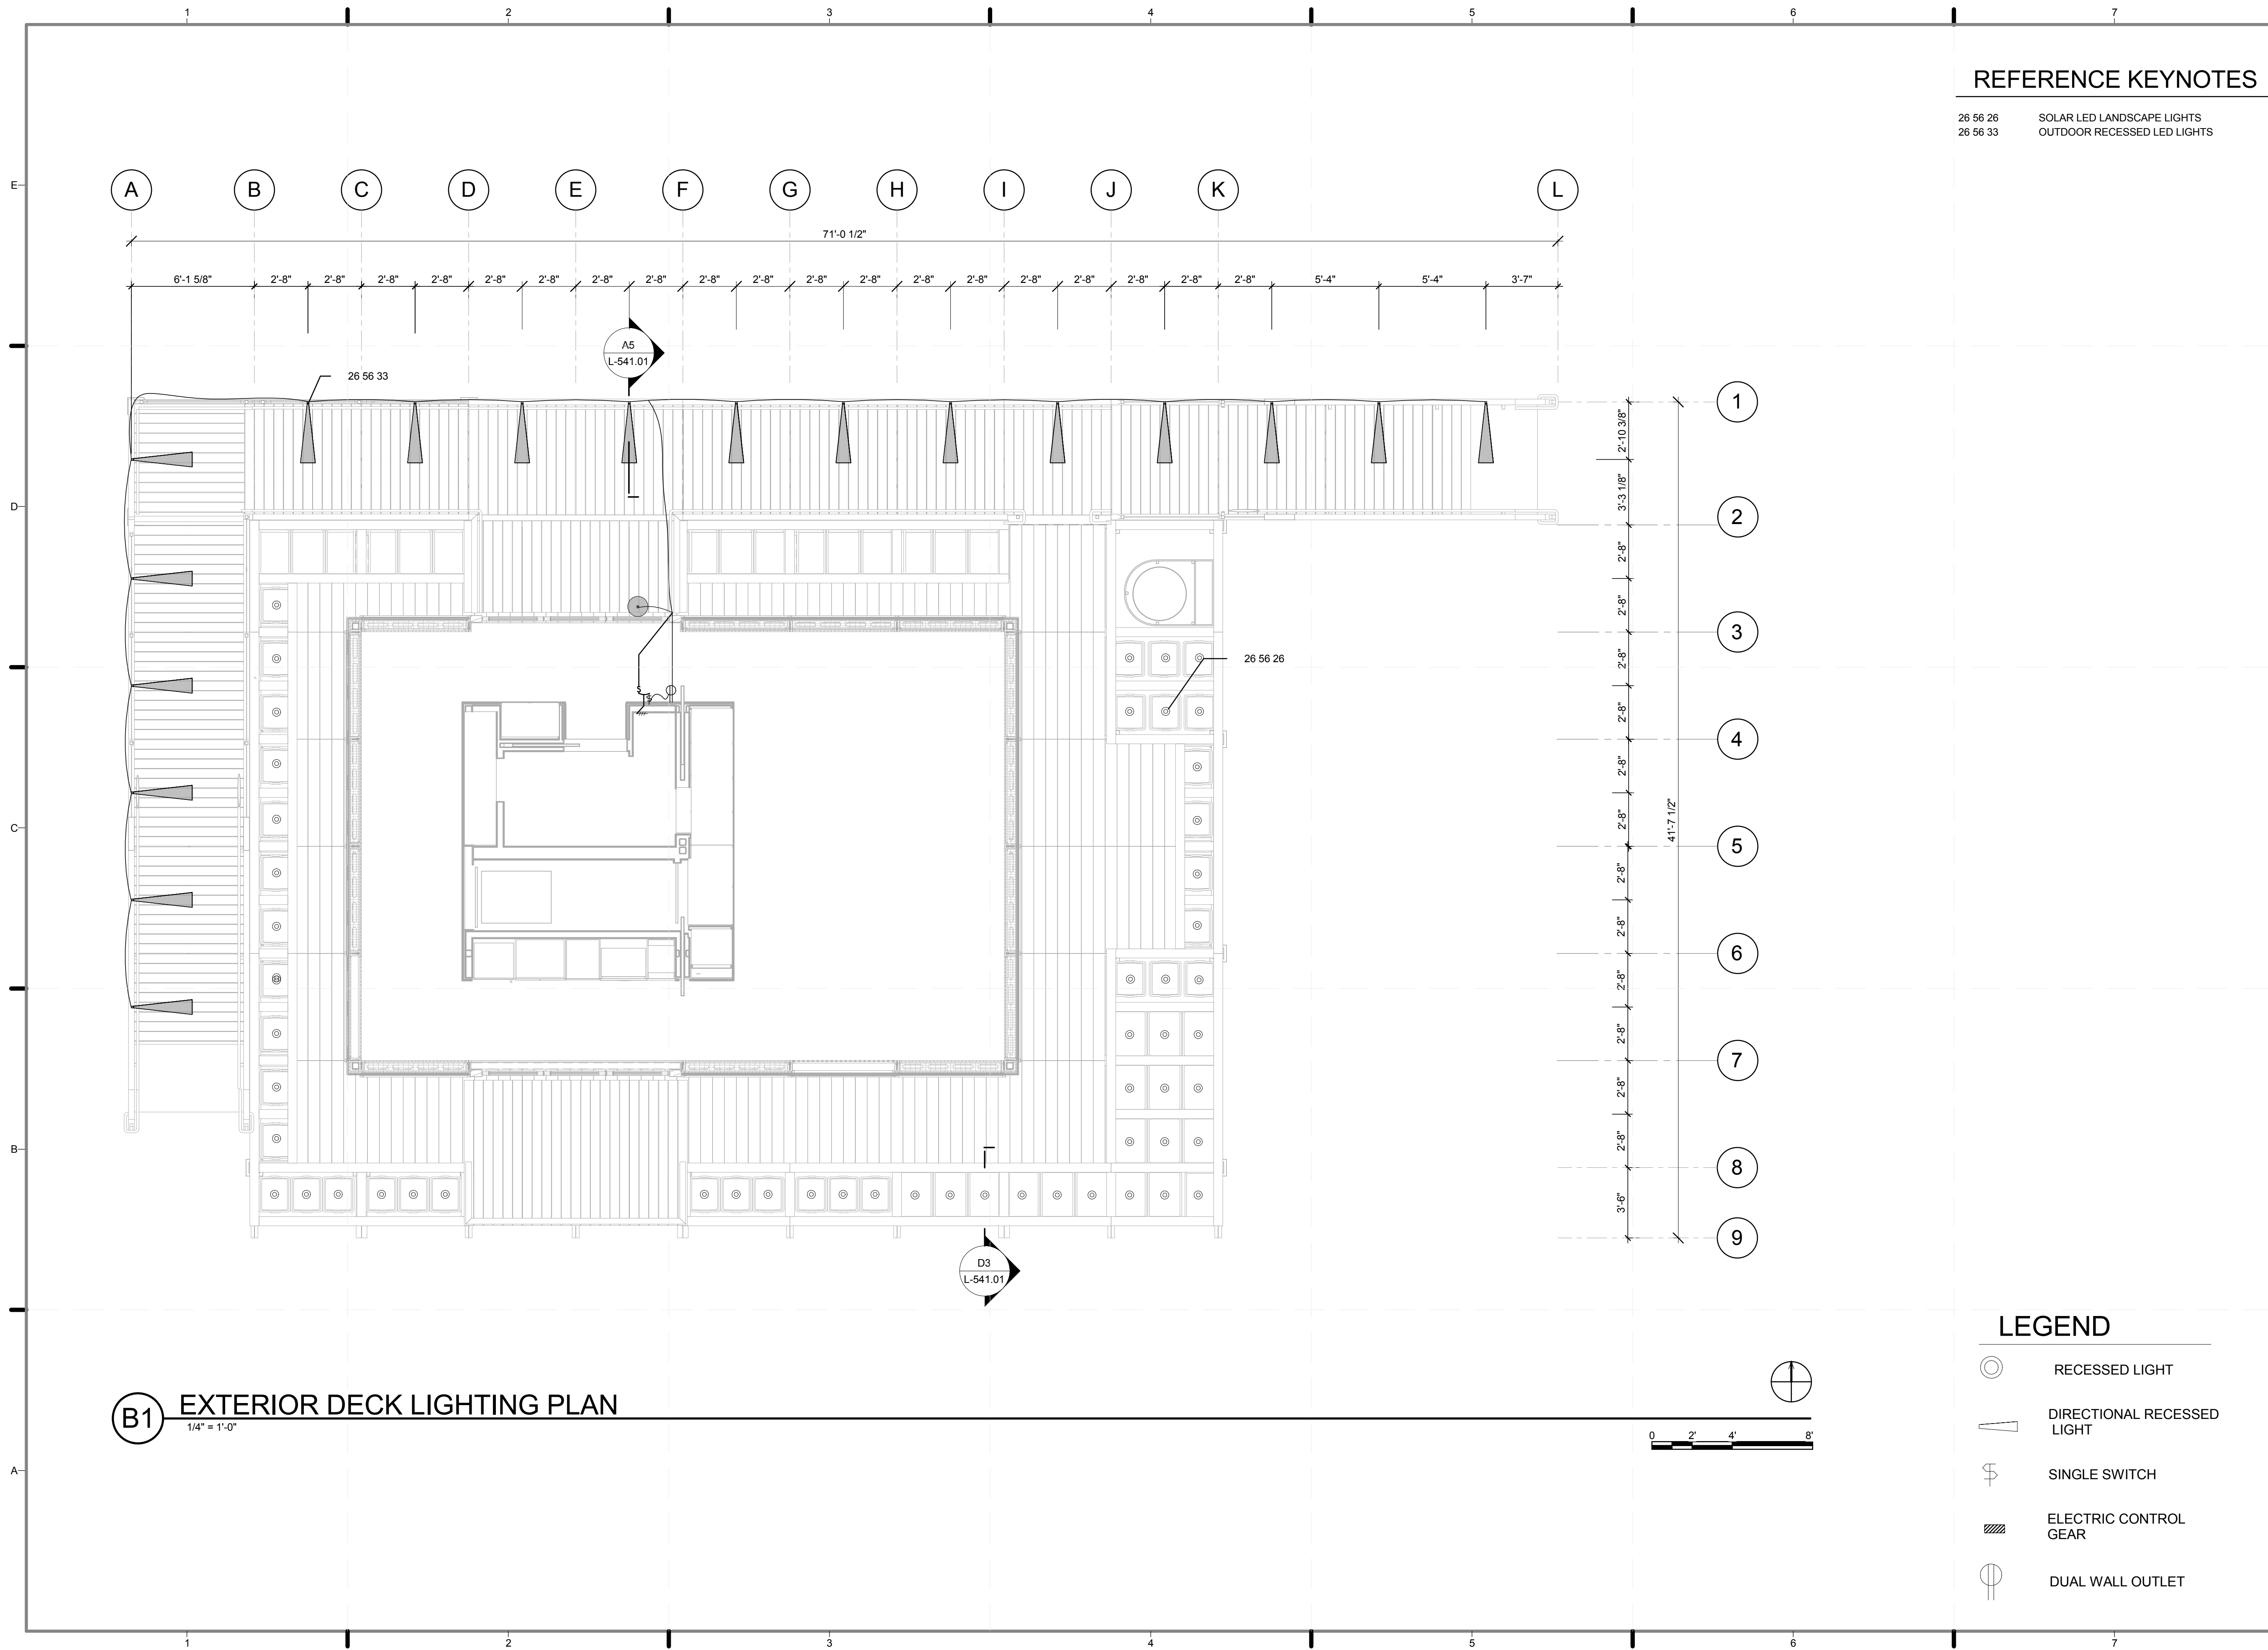 1 2 3 4 5 6 7
REFERENCE KEYNOTES
26 56 26 SOLAR LED LANDSCAPE LIGHTS
26 56 33 OUTDOOR RECESSED LED LIGHTS
E
A B C D E F G H I J K L
71'-0 1/2"
6'-1 5/8" 2'-8" 2'-8" 2'-8" 2'-8" 2'-8" 2'-8" 2'-8" 2'-8" 2'-8" 2'-8" 2'-8" 2'-8" 2'-8" 2'-8" 2'-8" 2'-8" 2'-8" 2'-8" 2'-8" 5'-4" 5'-4" 3'-7"
A5
L-541.01
26 56 33
1
2'-10 3/8"
3'-3 1/8"
D
2
2'-8"
2'-8"
3
2'-8"
26 56 26
2'-8"
4
2'-8"
41'-7 1/2"
2'-8"
C
5
2'-8"
2'-8"
6
2'-8"
2'-8"
7
2'-8"
2'-8"
B
8
3'-6"
9
D3
L-541.01
LEGEND
RECESSED LIGHT
DIRECTIONAL RECESSED
LIGHT
SINGLE SWITCH
ELECTRIC CONTROL
GEAR
DUAL WALL OUTLET
B1 EXTERIOR DECK LIGHTING PLAN
1/4" = 1'-0"
0 2' 4' 8'
A
1 2 3 4 5 6 7